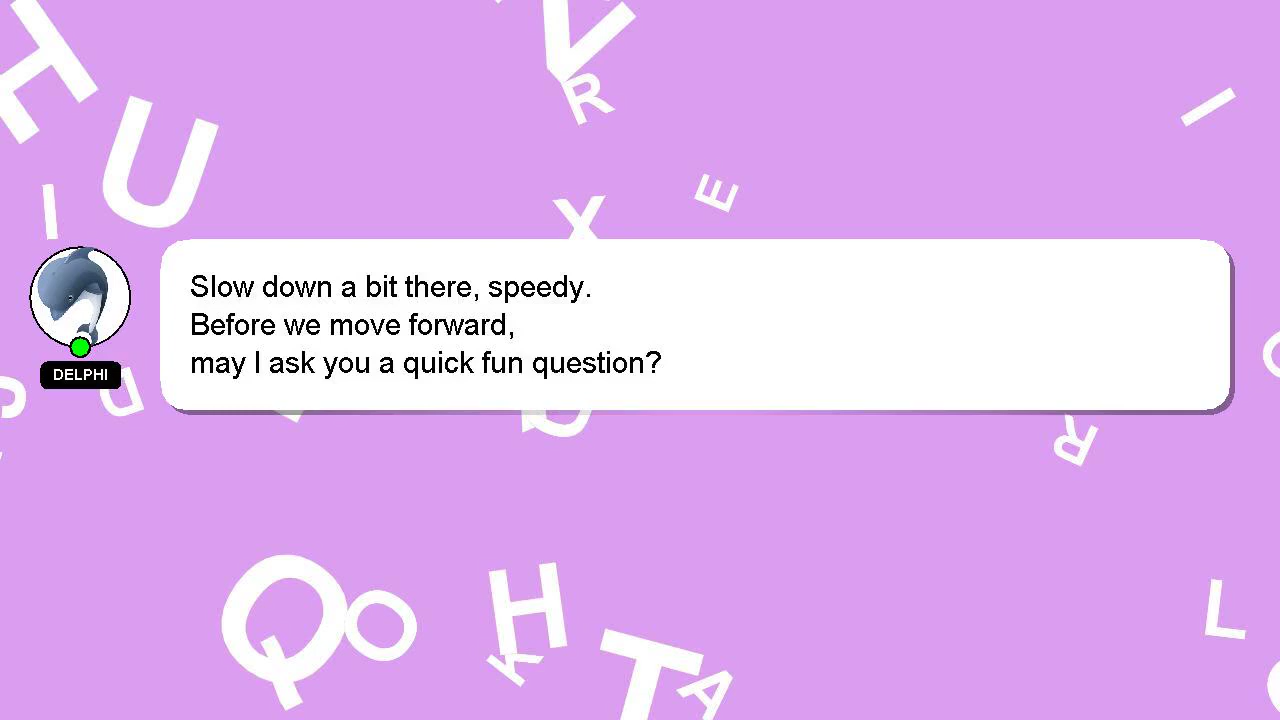 H
U
V
R
I
E
I
X
Slow down a bit there, speedy.
Before we move forward,
may I ask you a quick fun question?
DELPHI
D
R
Q
O
H
K
T
A
L